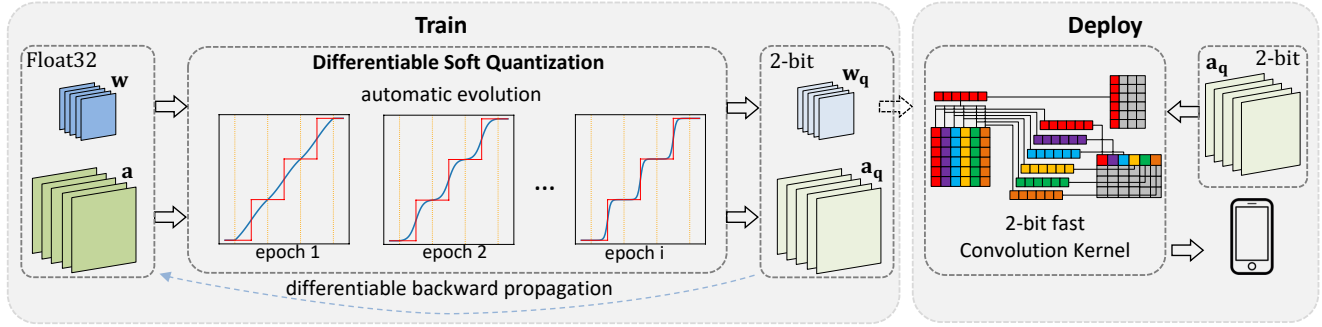 Train
Float32
w
a
Differentiable Soft Quantization
automatic evolution
...
epoch 1
epoch 2
epoch i
differentiable backward propagation
2-bit
w_q
a_q
Deploy
2-bit fast
Convolution Kernel
a_q
2-bit